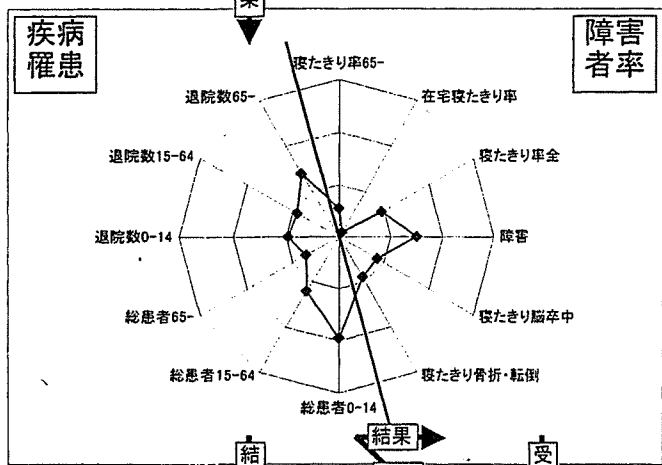 果
疾病
罹患
障害
者率
寝たきり率65-
在宅寝たきり率
寝たきり率全
障害
寝たきり脳卒中
寝たきり骨折・転倒
総患者0-14
総患者15-64
総患者65-
退院数0-14
退院数15-64
退院数65-
結果
結
受